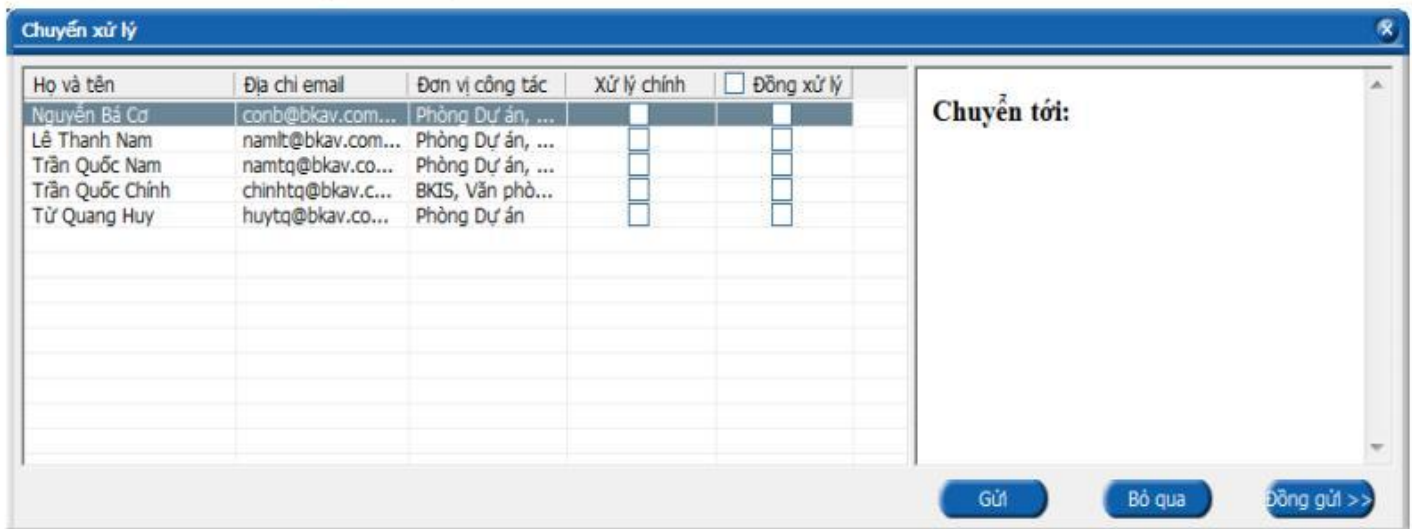 Chuyển xử lý
Họ và tên Địa chỉ email Đơn vị công tác Xử lý chính Đồng xử lý
Nguyễn Bá Cơ conb@bkav.com... Phòng Dự án, ...
Lê Thanh Nam namlt@bkav.com... Phòng Dự án, ...
Trần Quốc Nam namtq@bkav.co... Phòng Dự án, ...
Trần Quốc Chính chinhtq@bkav.c... BKIS, Văn phò...
Từ Quang Huy huytq@bkav.co... Phòng Dự án
Chuyển tới:
Gửi Bỏ qua Đồng gửi >>